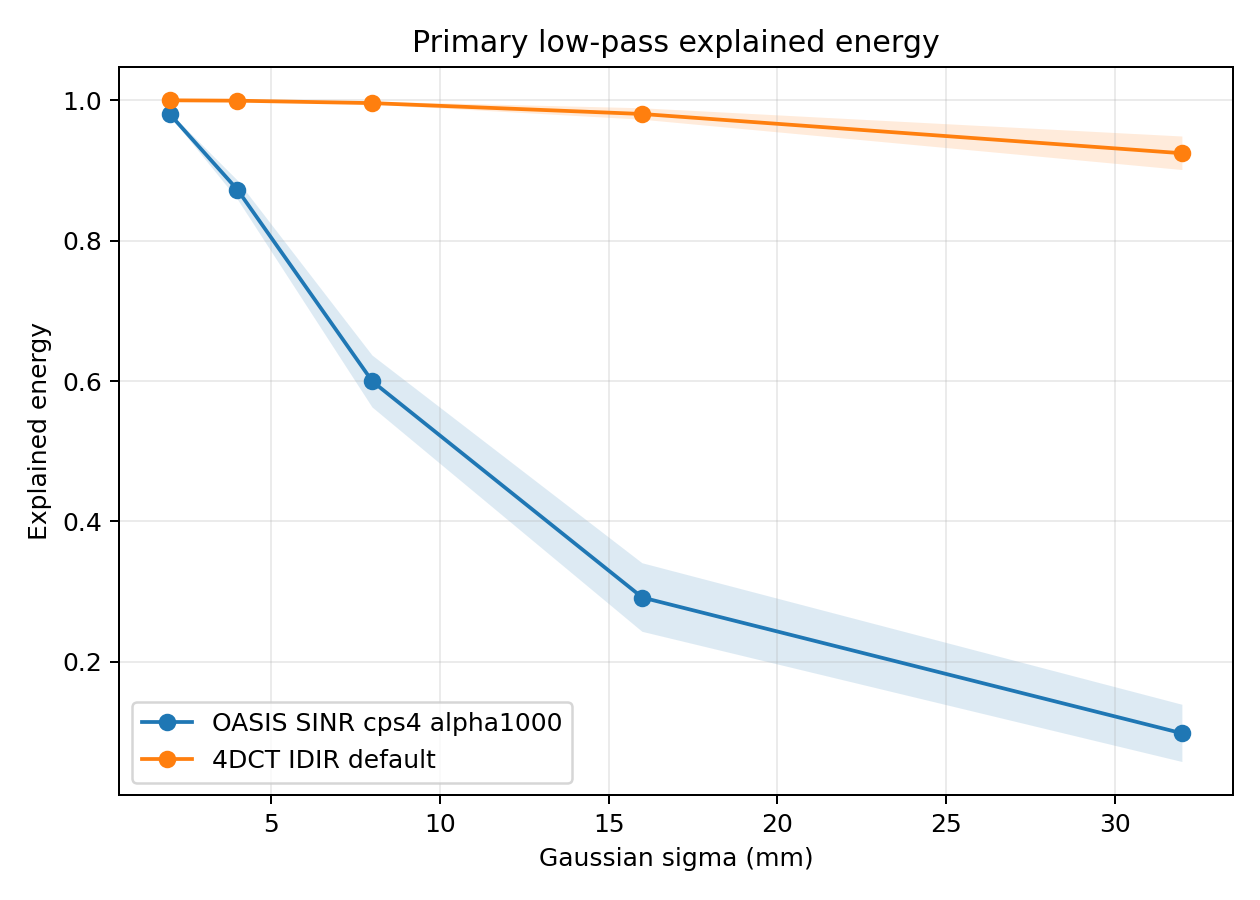 Primary low-pass explained energy
Explained energy
1.0
0.8
0.6
0.4
0.2
OASIS SINR cps4 alpha1000
4DCT IDIR default
5 10 15 20 25 30
Gaussian sigma (mm)